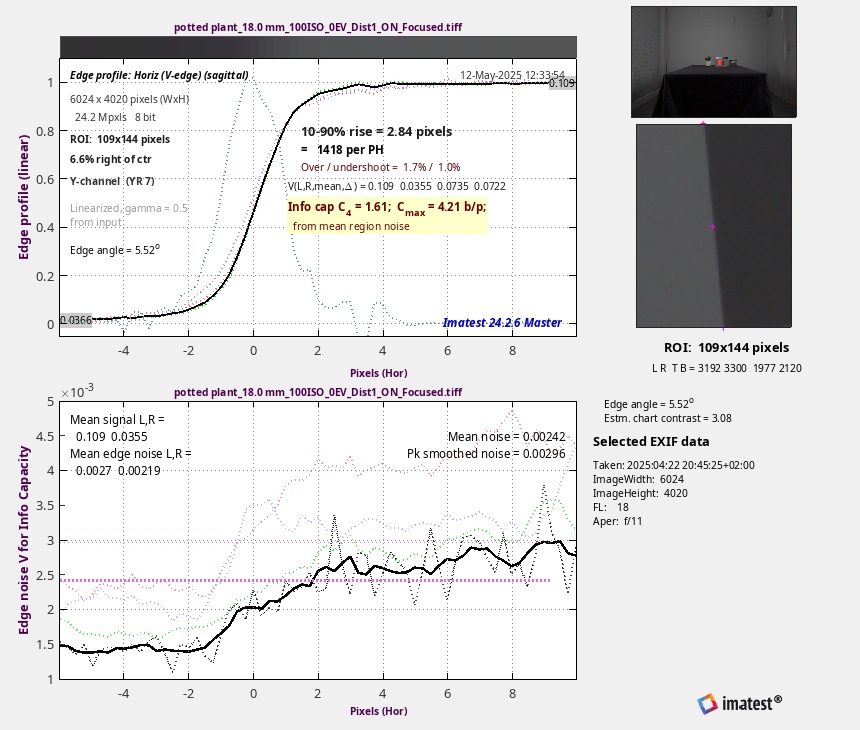 potted plant_18.0 mm_100ISO_0EV_Dist1_ON_Focused.tiff
Edge profile: Horiz (V-edge) (sagittal)
12-May-2025 12:33:54
0.109
6024 x 4020 pixels (WxH)
24.2 Mpxls 8 bit
ROI: 109x144 pixels
6.6% right of ctr
Y-channel (YR 7)
Linearized, gamma = 0.5
from input
Edge angle = 5.52°
10-90% rise = 2.84 pixels
= 1418 per PH
Over / undershoot = 1.7% / 1.0%
V(L,R,mean,Δ) = 0.109 0.0355 0.0735 0.0722
Info cap C4 = 1.61; Cmax = 4.21 b/p;
from mean region noise
0.0366
Imatest 24.2.6 Master
Edge profile (linear)
1
0.8
0.6
0.4
0.2
0
-4 -2 0 2 4 6 8
Pixels (Hor)
ROI: 109x144 pixels
L R T B = 3192 3300 1977 2120
potted plant_18.0 mm_100ISO_0EV_Dist1_ON_Focused.tiff
×10-3
Mean signal L,R =
0.109 0.0355
Mean edge noise L,R =
0.0027 0.00219
Mean noise = 0.00242
Pk smoothed noise = 0.00296
Edge noise V for Info Capacity
5
4.5
4
3.5
3
2.5
2
1.5
1
-4 -2 0 2 4 6 8
Pixels (Hor)
Edge angle = 5.52°
Estm. chart contrast = 3.08
Selected EXIF data
Taken: 2025:04:22 20:45:25+02:00
ImageWidth: 6024
ImageHeight: 4020
FL: 18
Aper: f/11
imatest®